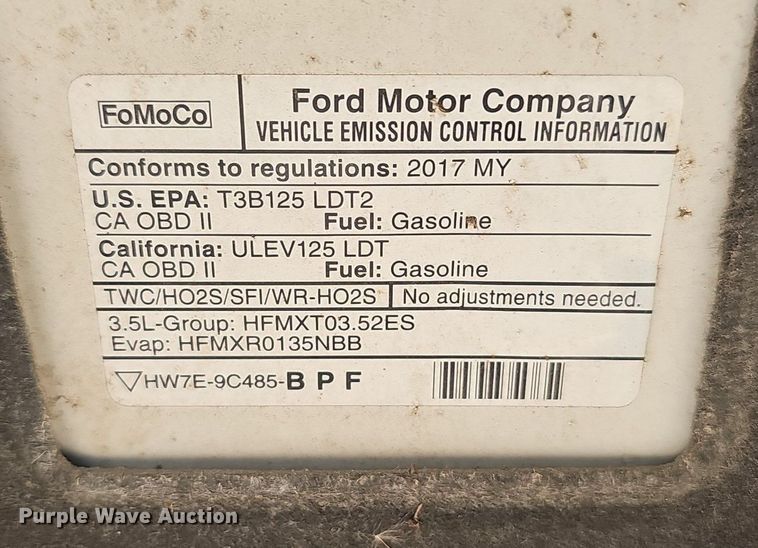 FoMoCo
Ford Motor Company
VEHICLE EMISSION CONTROL INFORMATION
Conforms to regulations: 2017 MY
U.S. EPA: T3B125 LDT2
CA OBD II Fuel: Gasoline
California: ULEV125 LDT
CA OBD II Fuel: Gasoline
TWC/HO2S/SFI/WR-HO2S No adjustments needed.
3.5L-Group: HFMXT03.52ES
Evap: HFMXR0135NBB
▽HW7E-9C485-B P F
Purple Wave Auction